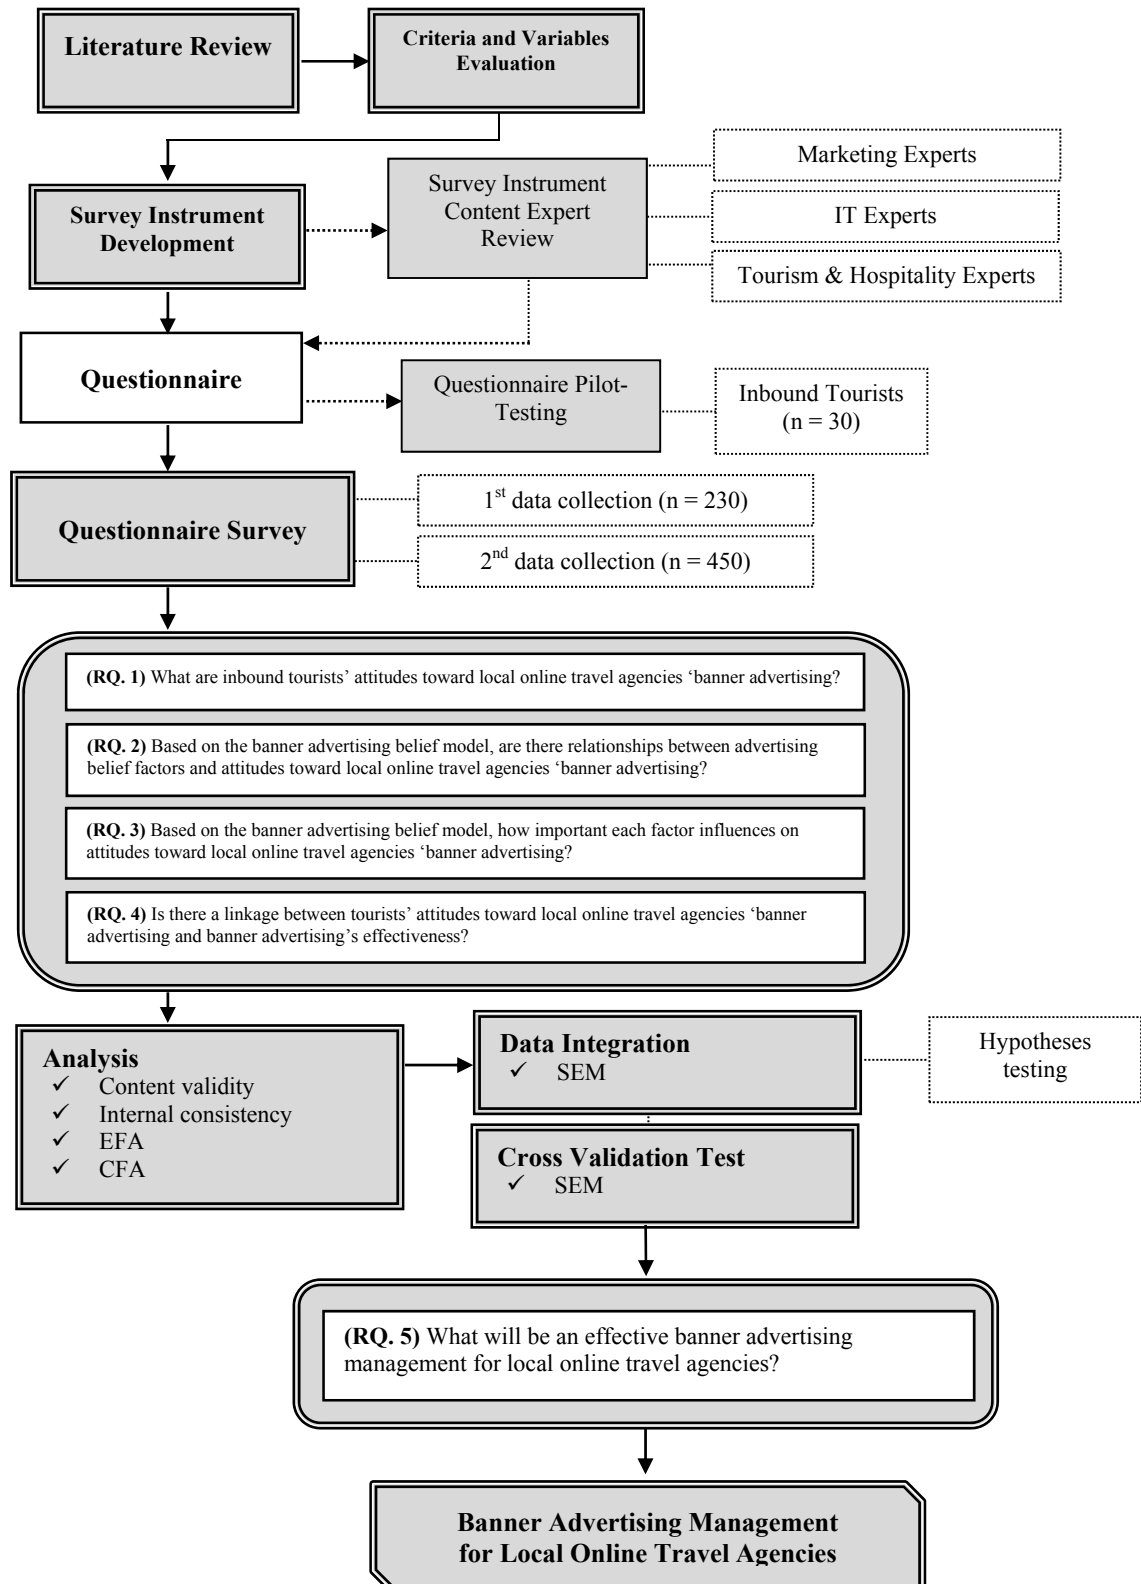 Literature Review
Criteria and Variables
Evaluation
Marketing Experts
Survey Instrument
Content Expert
Review
IT Experts
Survey Instrument
Development
Tourism & Hospitality Experts
Questionnaire
Questionnaire Pilot-
Testing
Inbound Tourists
(n = 30)
Questionnaire Survey
1st data collection (n = 230)
2nd data collection (n = 450)
(RQ. 1) What are inbound tourists’ attitudes toward local online travel agencies ‘banner advertising?
(RQ. 2) Based on the banner advertising belief model, are there relationships between advertising
belief factors and attitudes toward local online travel agencies ‘banner advertising?
(RQ. 3) Based on the banner advertising belief model, how important each factor influences on
attitudes toward local online travel agencies ‘banner advertising?
(RQ. 4) Is there a linkage between tourists’ attitudes toward local online travel agencies ‘banner
advertising and banner advertising’s effectiveness?
Analysis
✓ Content validity
✓ Internal consistency
✓ EFA
✓ CFA
Data Integration
✓ SEM
Hypotheses
testing
Cross Validation Test
✓ SEM
(RQ. 5) What will be an effective banner advertising
management for local online travel agencies?
Banner Advertising Management
for Local Online Travel Agencies